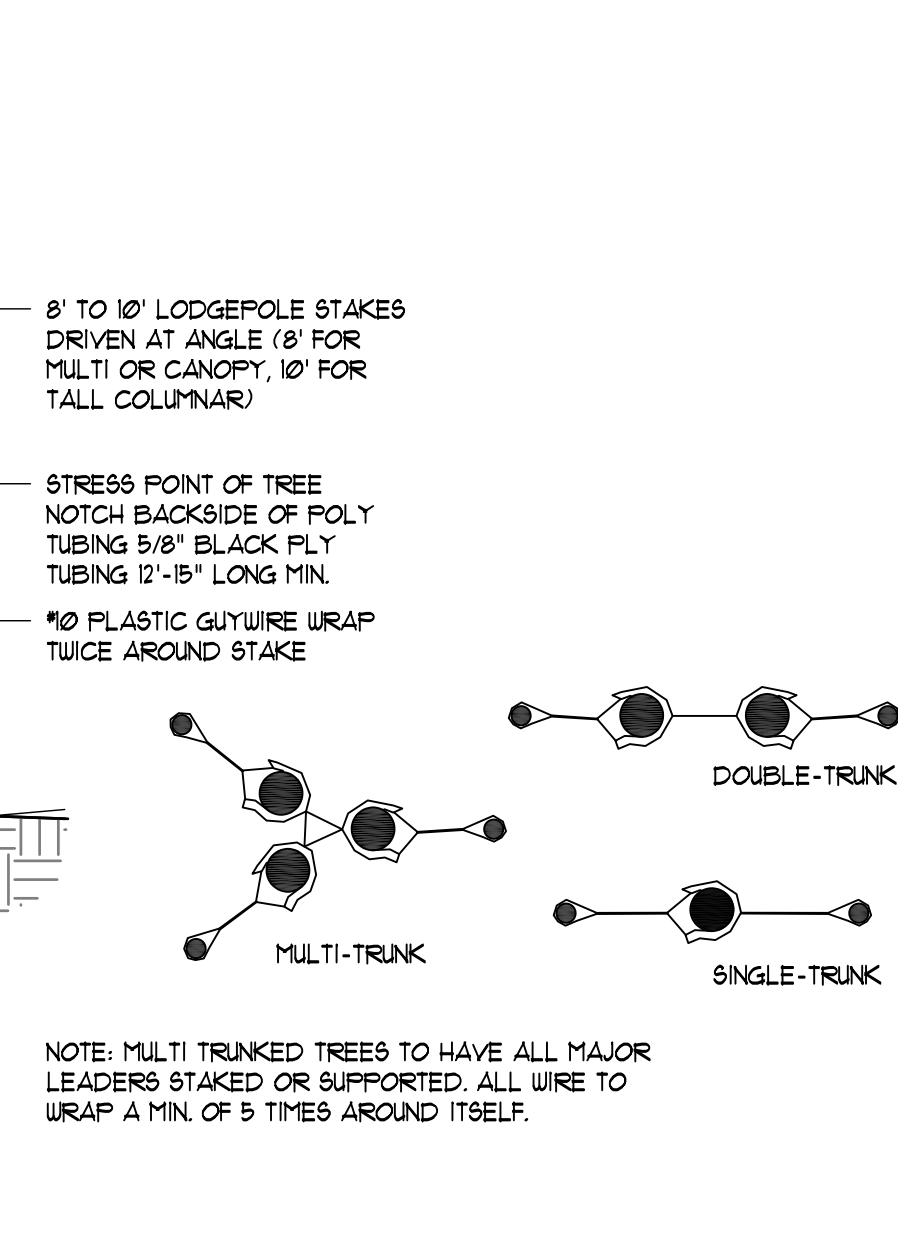 8' TO 10' LODGEPOLE STAKES
DRIVEN AT ANGLE (8' FOR
MULTI OR CANOPY, 10' FOR
TALL COLUMNAR)
STRESS POINT OF TREE
NOTCH BACKSIDE OF POLY
TUBING 5/8" BLACK PLY
TUBING 12'-15" LONG MIN.
#10 PLASTIC GUYWIRE WRAP
TWICE AROUND STAKE
DOUBLE-TRUNK
MULTI-TRUNK
SINGLE-TRUNK
NOTE: MULTI TRUNKED TREES TO HAVE ALL MAJOR
LEADERS STAKED OR SUPPORTED. ALL WIRE TO
WRAP A MIN. OF 5 TIMES AROUND ITSELF.